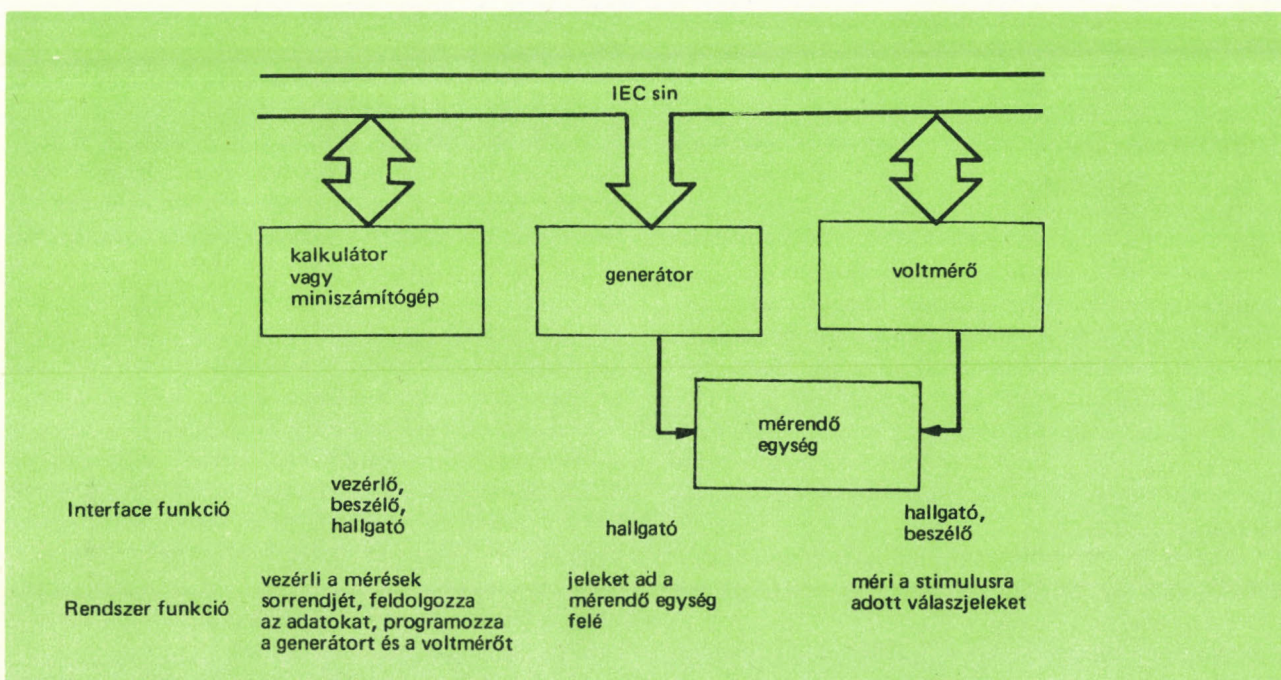 IEC sin
kalkulátor
vagy
miniszámítógép
generátor
voltmérő
mérendő
egység
Interface funkció
vezérlő,
beszélő,
hallgató
hallgató
hallgató,
beszélő
Rendszer funkció
vezérli a mérések
sorrendjét, feldolgozza
az adatokat, programozza
a generátort és a voltmérőt
jeleket ad a
mérendő egység
felé
méri a stimulusra
adott válaszjeleket